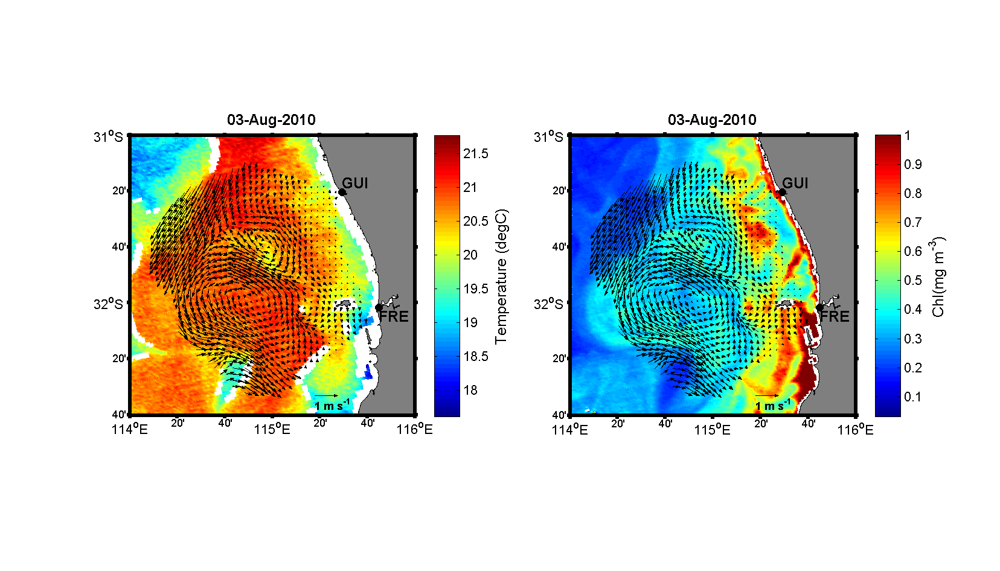 03-Aug-2010
31°S
20'
40'
32°S
20'
40'
114°E
20'
40'
115°E
20'
40'
116°E
GUI
FRE
1 m s⁻¹
21.5
21
20.5
20
19.5
19
18.5
18
Temperature (degC)
03-Aug-2010
31°S
20'
40'
32°S
20'
40'
114°E
20'
40'
115°E
20'
40'
116°E
GUI
FRE
1 m s⁻¹
1
0.9
0.8
0.7
0.6
0.5
0.4
0.3
0.2
0.1
Chl(mg m⁻³)